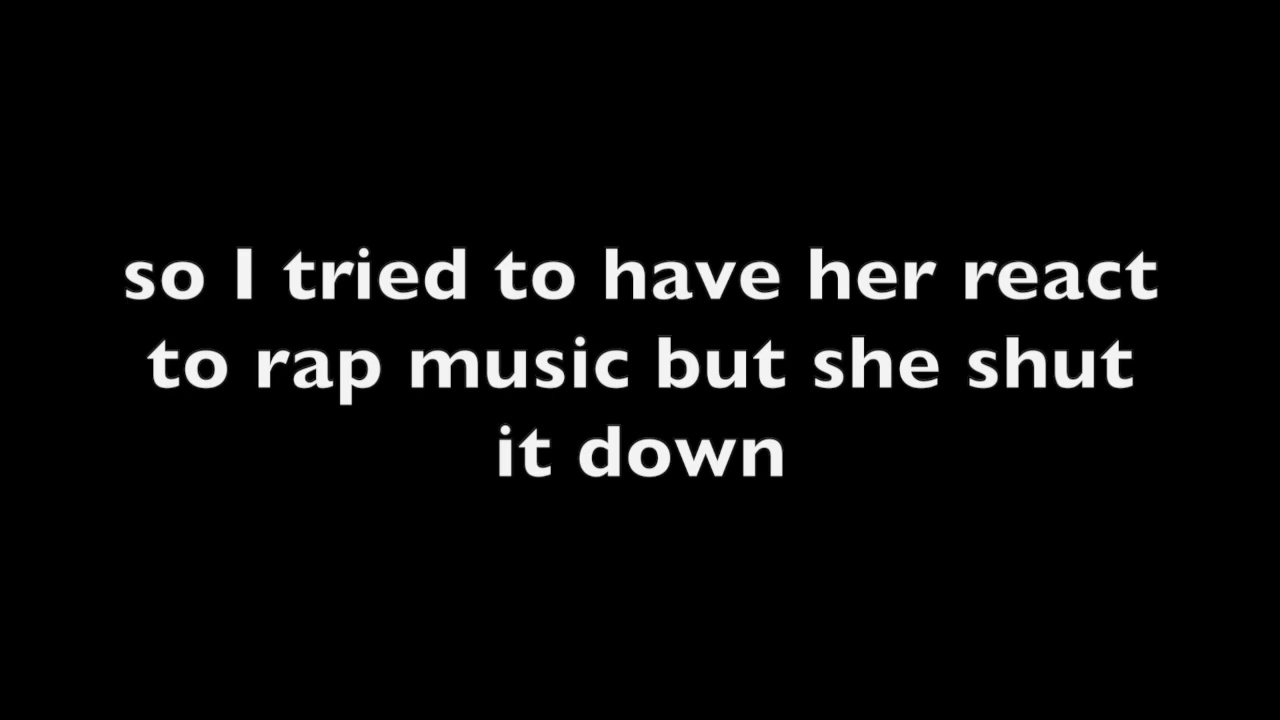 so I tried to have her react
to rap music but she shut
it down